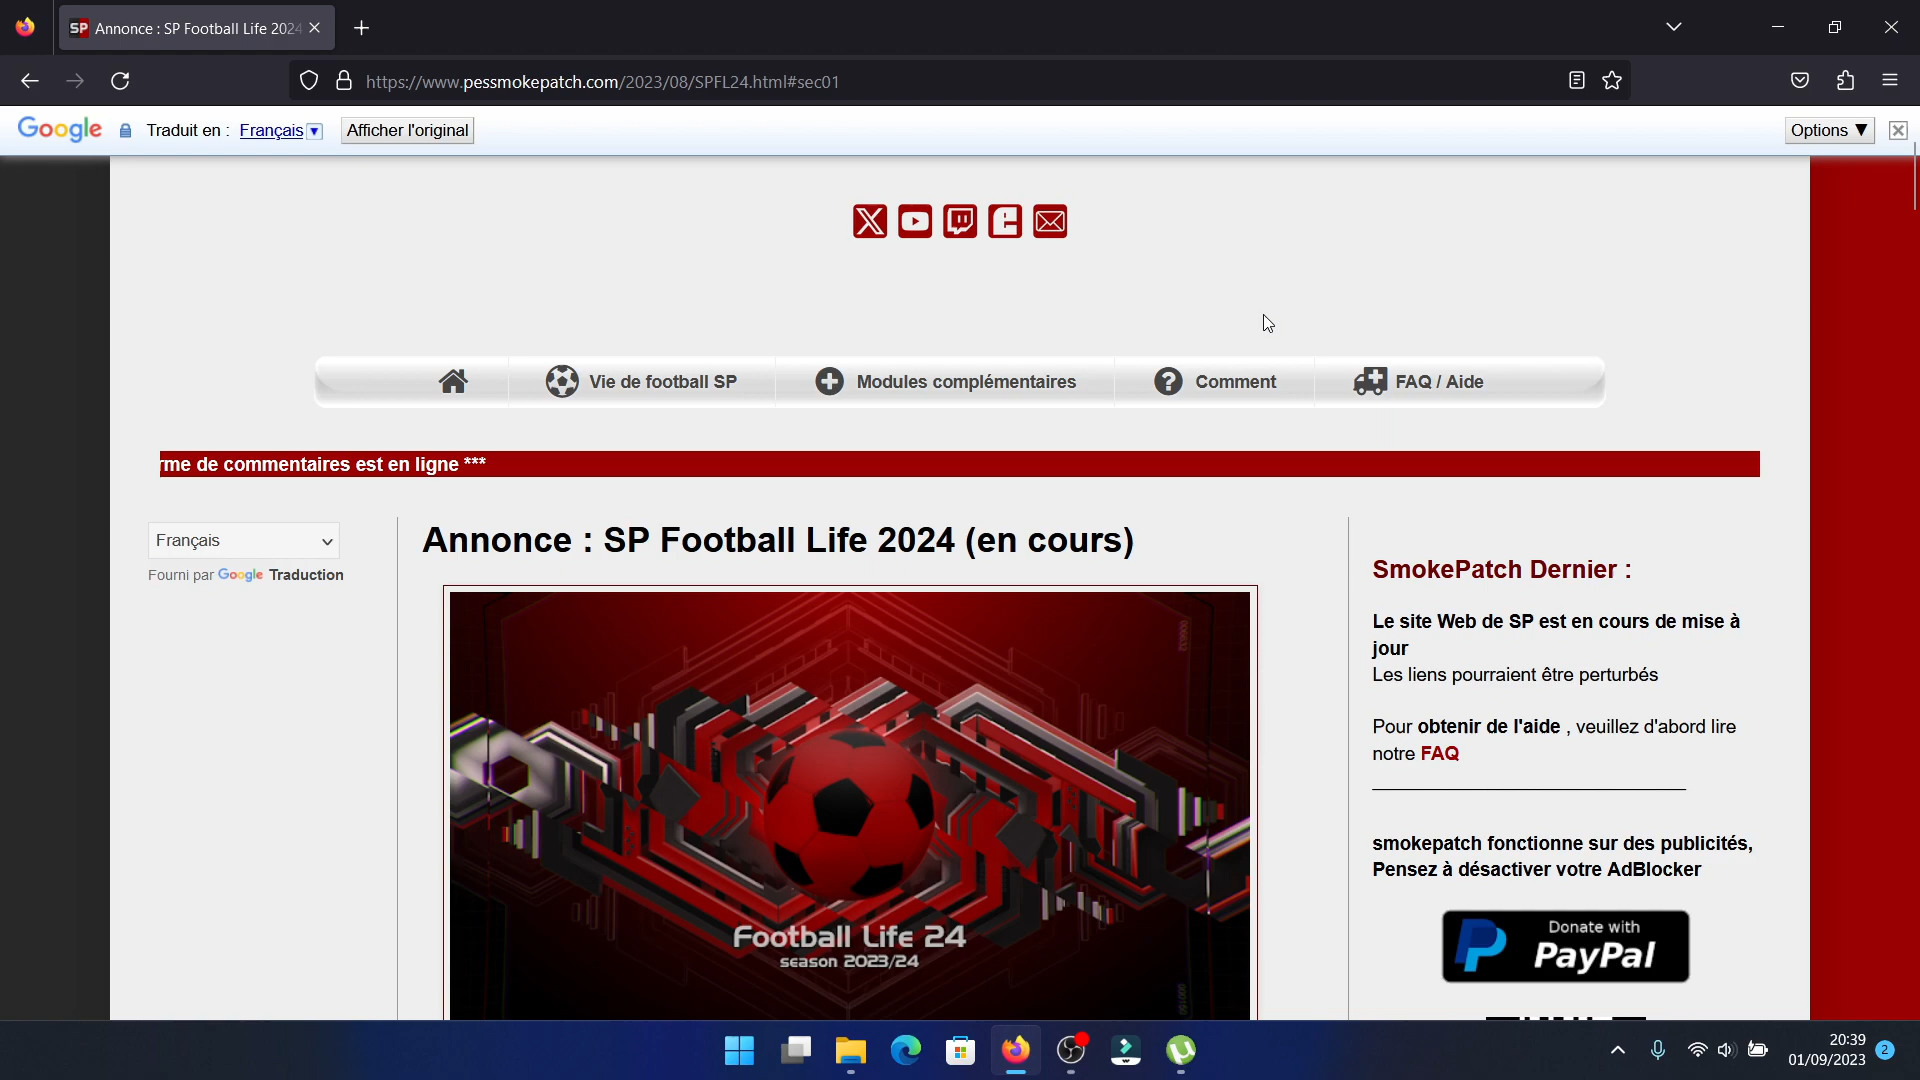 SP Annonce : SP Football Life 2024
https://www.pessmokepatch.com/2023/08/SPFL24.html#sec01
Google Traduit en : Français Afficher l'original Options ▼
Vie de football SP Modules complémentaires Comment FAQ / Aide
rme de commentaires est en ligne ***
Français
Fourni par Google Traduction
Annonce : SP Football Life 2024 (en cours)
Football Life 24
season 2023/24
SmokePatch Dernier :
Le site Web de SP est en cours de mise à
jour
Les liens pourraient être perturbés
Pour obtenir de l'aide , veuillez d'abord lire
notre FAQ
smokepatch fonctionne sur des publicités,
Pensez à désactiver votre AdBlocker
Donate with
PayPal
20:39
01/09/2023 2